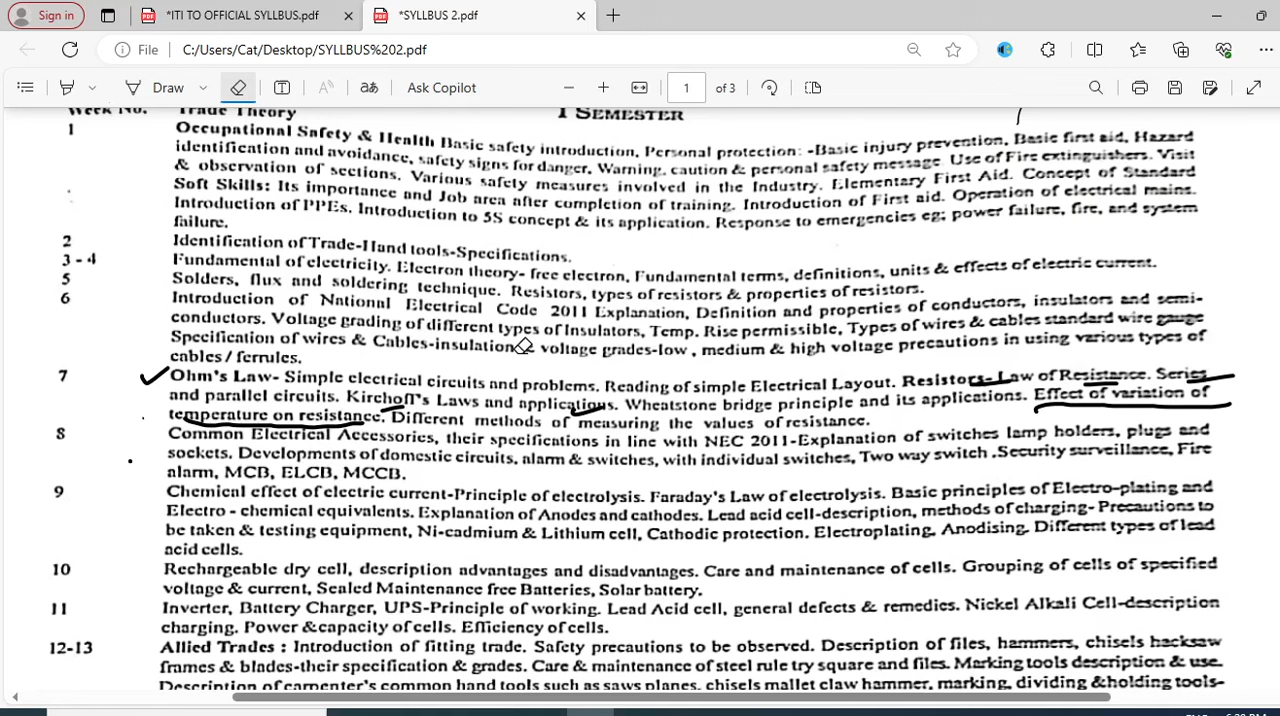 Sign in
*ITI TO OFFICIAL SYLLBUS.pdf
*SYLLBUS 2.pdf
File
C:/Users/Cat/Desktop/SYLLBUS%202.pdf
Draw
Ask Copilot
1 of 3
Week No. Trade Theory I SEMESTER
1 Occupational Safety & Health Basic safety introduction, Personal protection: -Basic injury prevention, Basic first aid, Hazard
identification and avoidance, safety signs for danger, Warning, caution & personal safety message. Use of Fire extinguishers. Visit
& observation of sections. Various safety measures involved in the Industry. Elementary First Aid. Concept of Standard
Soft Skills: Its importance and Job area after completion of training. Introduction of First aid. Operation of electrical mains.
Introduction of PPEs. Introduction to 5S concept & its application. Response to emergencies eg; power failure, fire, and system
failure.
2 Identification of Trade-Hand tools-Specifications.
3 - 4 Fundamental of electricity. Electron theory- free electron, Fundamental terms, definitions, units & effects of electric current.
5 Solders, flux and soldering technique. Resistors, types of resistors & properties of resistors.
6 Introduction of National Electrical Code 2011 Explanation, Definition and properties of conductors, insulators and semi-
conductors. Voltage grading of different types of Insulators, Temp. Rise permissible, Types of wires & cables standard wire gauge
Specification of wires & Cables-insulation voltage grades-low , medium & high voltage precautions in using various types of
cables / ferrules.
7 Ohm's Law- Simple electrical circuits and problems. Reading of simple Electrical Layout. Resistors- Law of Resistance. Series
and parallel circuits. Kirchoff's Laws and applications. Wheatstone bridge principle and its applications. Effect of variation of
temperature on resistance. Different methods of measuring the values of resistance.
8 Common Electrical Accessories, their specifications in line with NEC 2011-Explanation of switches lamp holders, plugs and
sockets. Developments of domestic circuits, alarm & switches, with individual switches, Two way switch .Security surveillance, Fire
alarm, MCB, ELCB, MCCB.
9 Chemical effect of electric current-Principle of electrolysis. Faraday's Law of electrolysis. Basic principles of Electro-plating and
Electro - chemical equivalents. Explanation of Anodes and cathodes. Lead acid cell-description, methods of charging- Precautions to
be taken & testing equipment, Ni-cadmium & Lithium cell, Cathodic protection. Electroplating, Anodising. Different types of lead
acid cells.
10 Rechargeable dry cell, description advantages and disadvantages. Care and maintenance of cells. Grouping of cells of specified
voltage & current, Sealed Maintenance free Batteries, Solar battery.
11 Inverter, Battery Charger, UPS-Principle of working. Lead Acid cell, general defects & remedies. Nickel Alkali Cell-description
charging. Power &capacity of cells. Efficiency of cells.
12-13 Allied Trades : Introduction of fitting trade. Safety precautions to be observed. Description of files, hammers, chisels hacksaw
frames & blades-their specification & grades. Care & maintenance of steel rule try square and files. Marking tools description & use.
Description of carpenter's common hand tools such as saws planes, chisels mallet claw hammer, marking, dividing &holding tools-